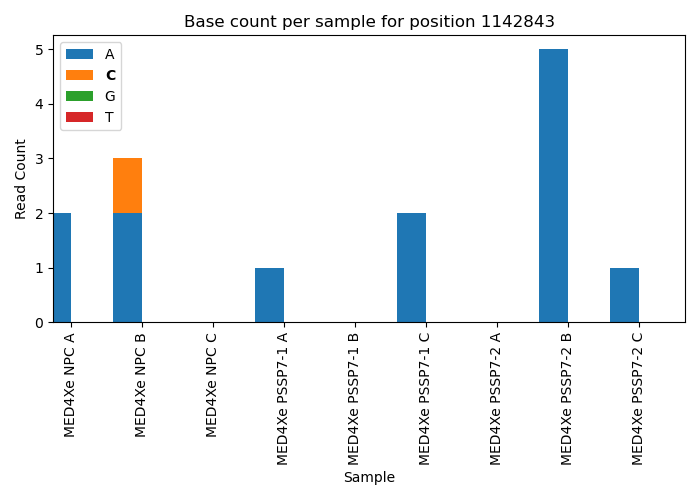 Base count per sample for position 1142843
A
C
G
T
Read Count
5
4
3
2
1
0
MED4Xe NPC A
MED4Xe NPC B
MED4Xe NPC C
MED4Xe PSSP7-1 A
MED4Xe PSSP7-1 B
MED4Xe PSSP7-1 C
MED4Xe PSSP7-2 A
MED4Xe PSSP7-2 B
MED4Xe PSSP7-2 C
Sample